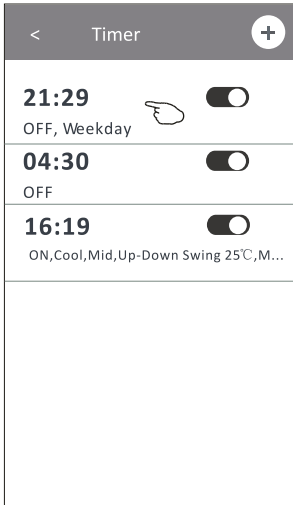 < Timer +
21:29
OFF, Weekday
04:30
OFF
16:19
ON,Cool,Mid,Up-Down Swing 25℃,M...